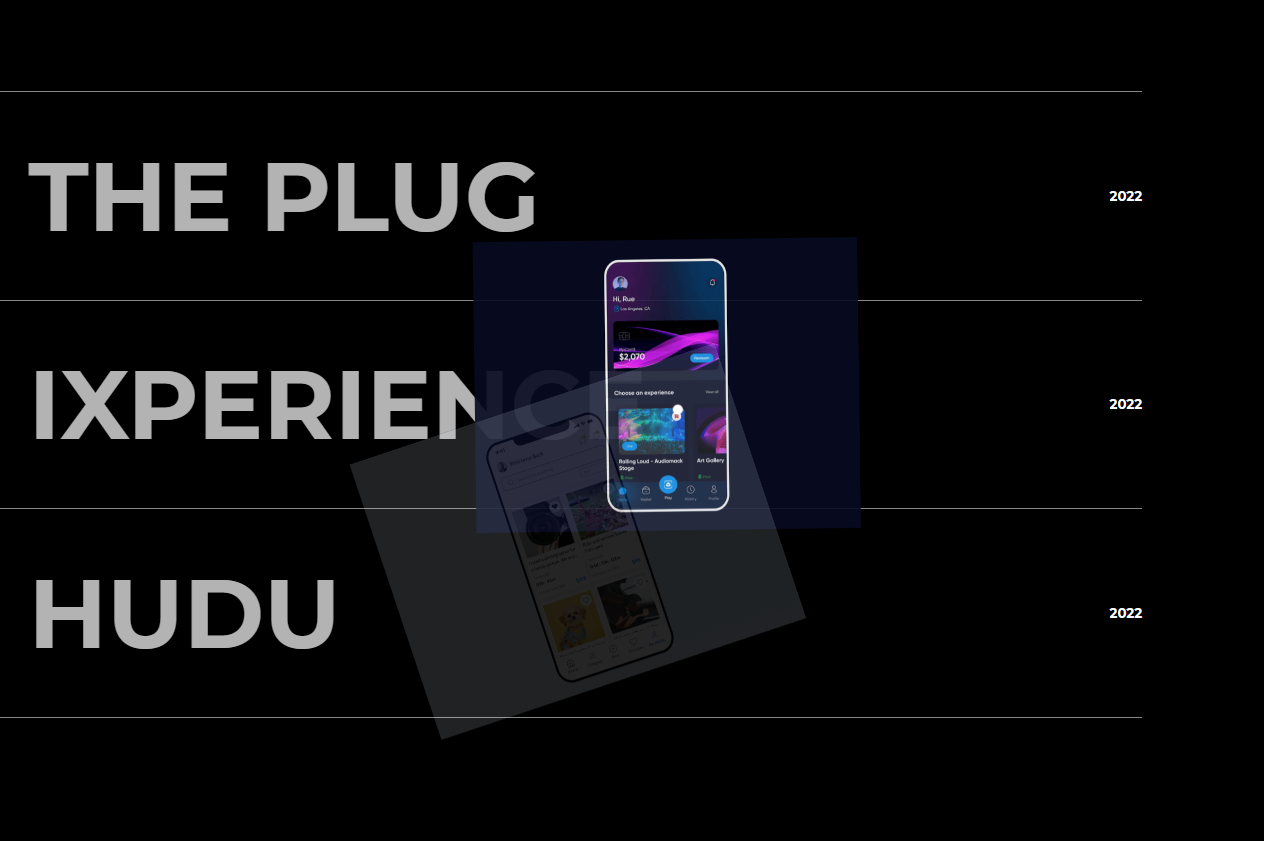 THE PLUG
2022
Hi, Rue
Los Angeles, CA
$2,070
IXPERIENCE
2022
Choose an experience
View all
Rolling Loud - Audiomack
Stage
Art Gallery
Play
HUDU
2022